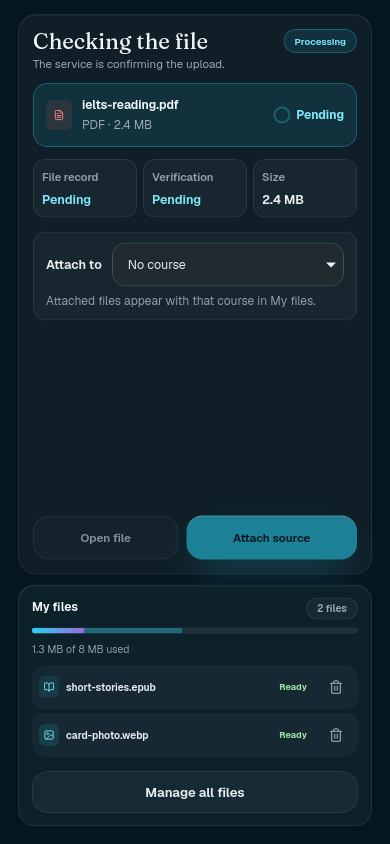 Checking the file
Processing
The service is confirming the upload.
ielts-reading.pdf
PDF · 2.4 MB
Pending
File record
Pending
Verification
Pending
Size
2.4 MB
Attach to
No course
Attached files appear with that course in My files.
Open file
Attach source
My files
2 files
1.3 MB of 8 MB used
short-stories.epub
Ready
card-photo.webp
Ready
Manage all files